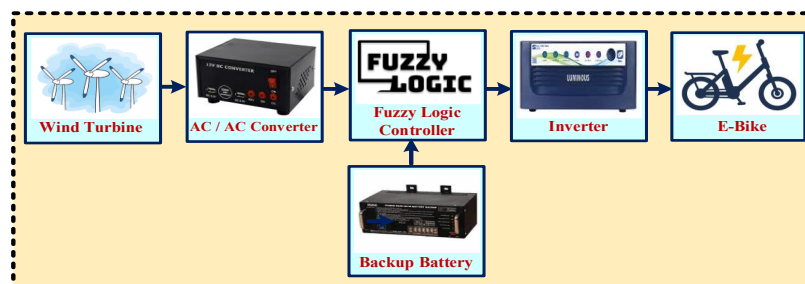 12V DC CONVERTER
FUZZY
LOGIC
LUMINOUS
Wind Turbine
AC / AC Converter
Fuzzy Logic
Controller
Inverter
E-Bike
Backup Battery